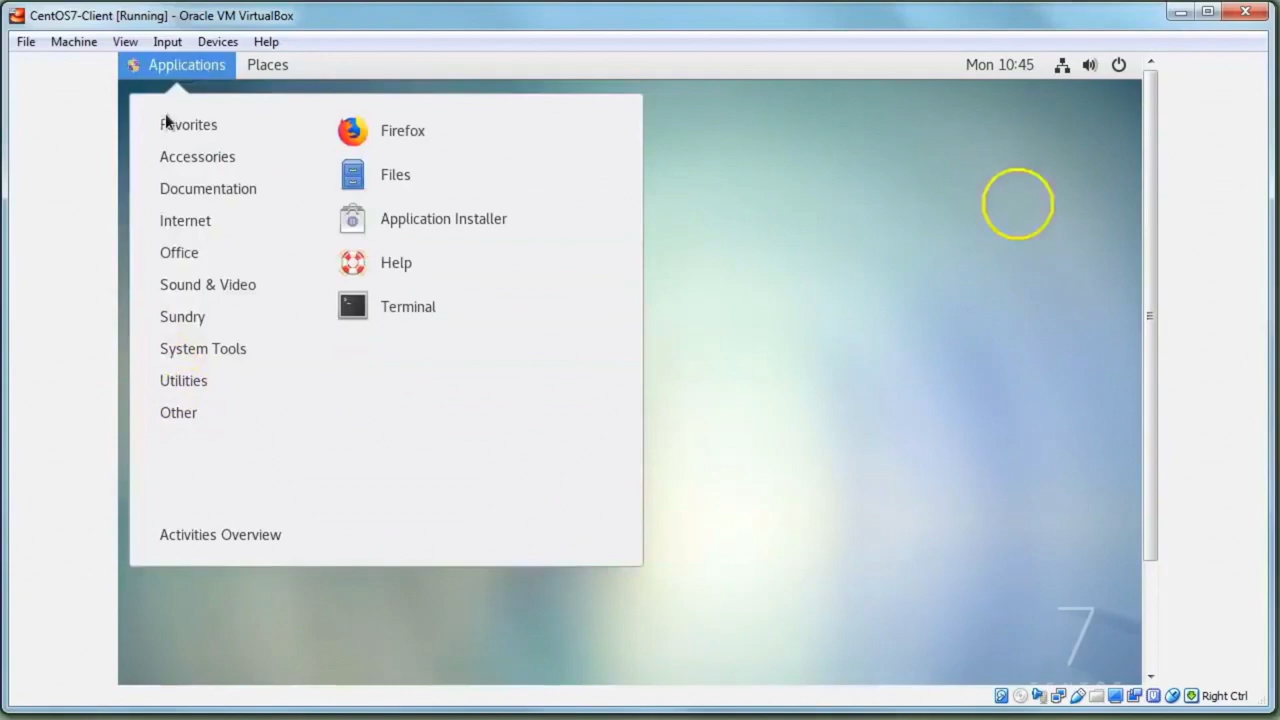 CentOS7-Client [Running] - Oracle VM VirtualBox
File Machine View Input Devices Help
Applications Places Mon 10:45
Favorites
Accessories
Documentation
Internet
Office
Sound & Video
Sundry
System Tools
Utilities
Other
Activities Overview
Firefox
Files
Application Installer
Help
Terminal
7
Right Ctrl